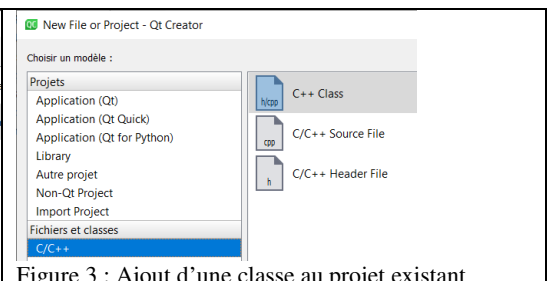 QC New File or Project - Qt Creator
Choisir un modèle :
Projets
Application (Qt)
Application (Qt Quick)
Application (Qt for Python)
Library
Autre projet
Non-Qt Project
Import Project
Fichiers et classes
C/C++
h/cpp C++ Class
cpp C/C++ Source File
h C/C++ Header File
Figure 3 : Ajout d'une classe au projet existant